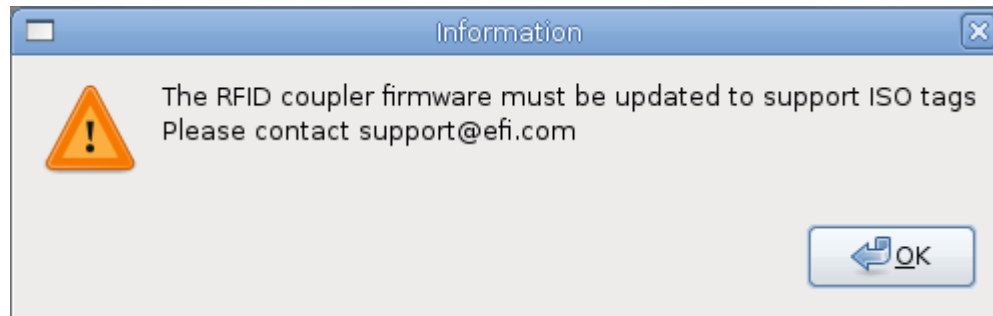 Information
The RFID coupler firmware must be updated to support ISO tags
Please contact support@efi.com
OK